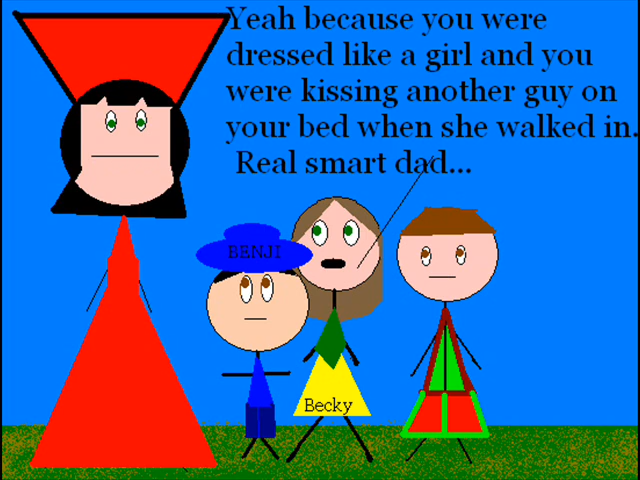 Yeah because you were
dressed like a girl and you
were kissing another guy on
your bed when she walked in.
Real smart dad...
BENJI
Becky